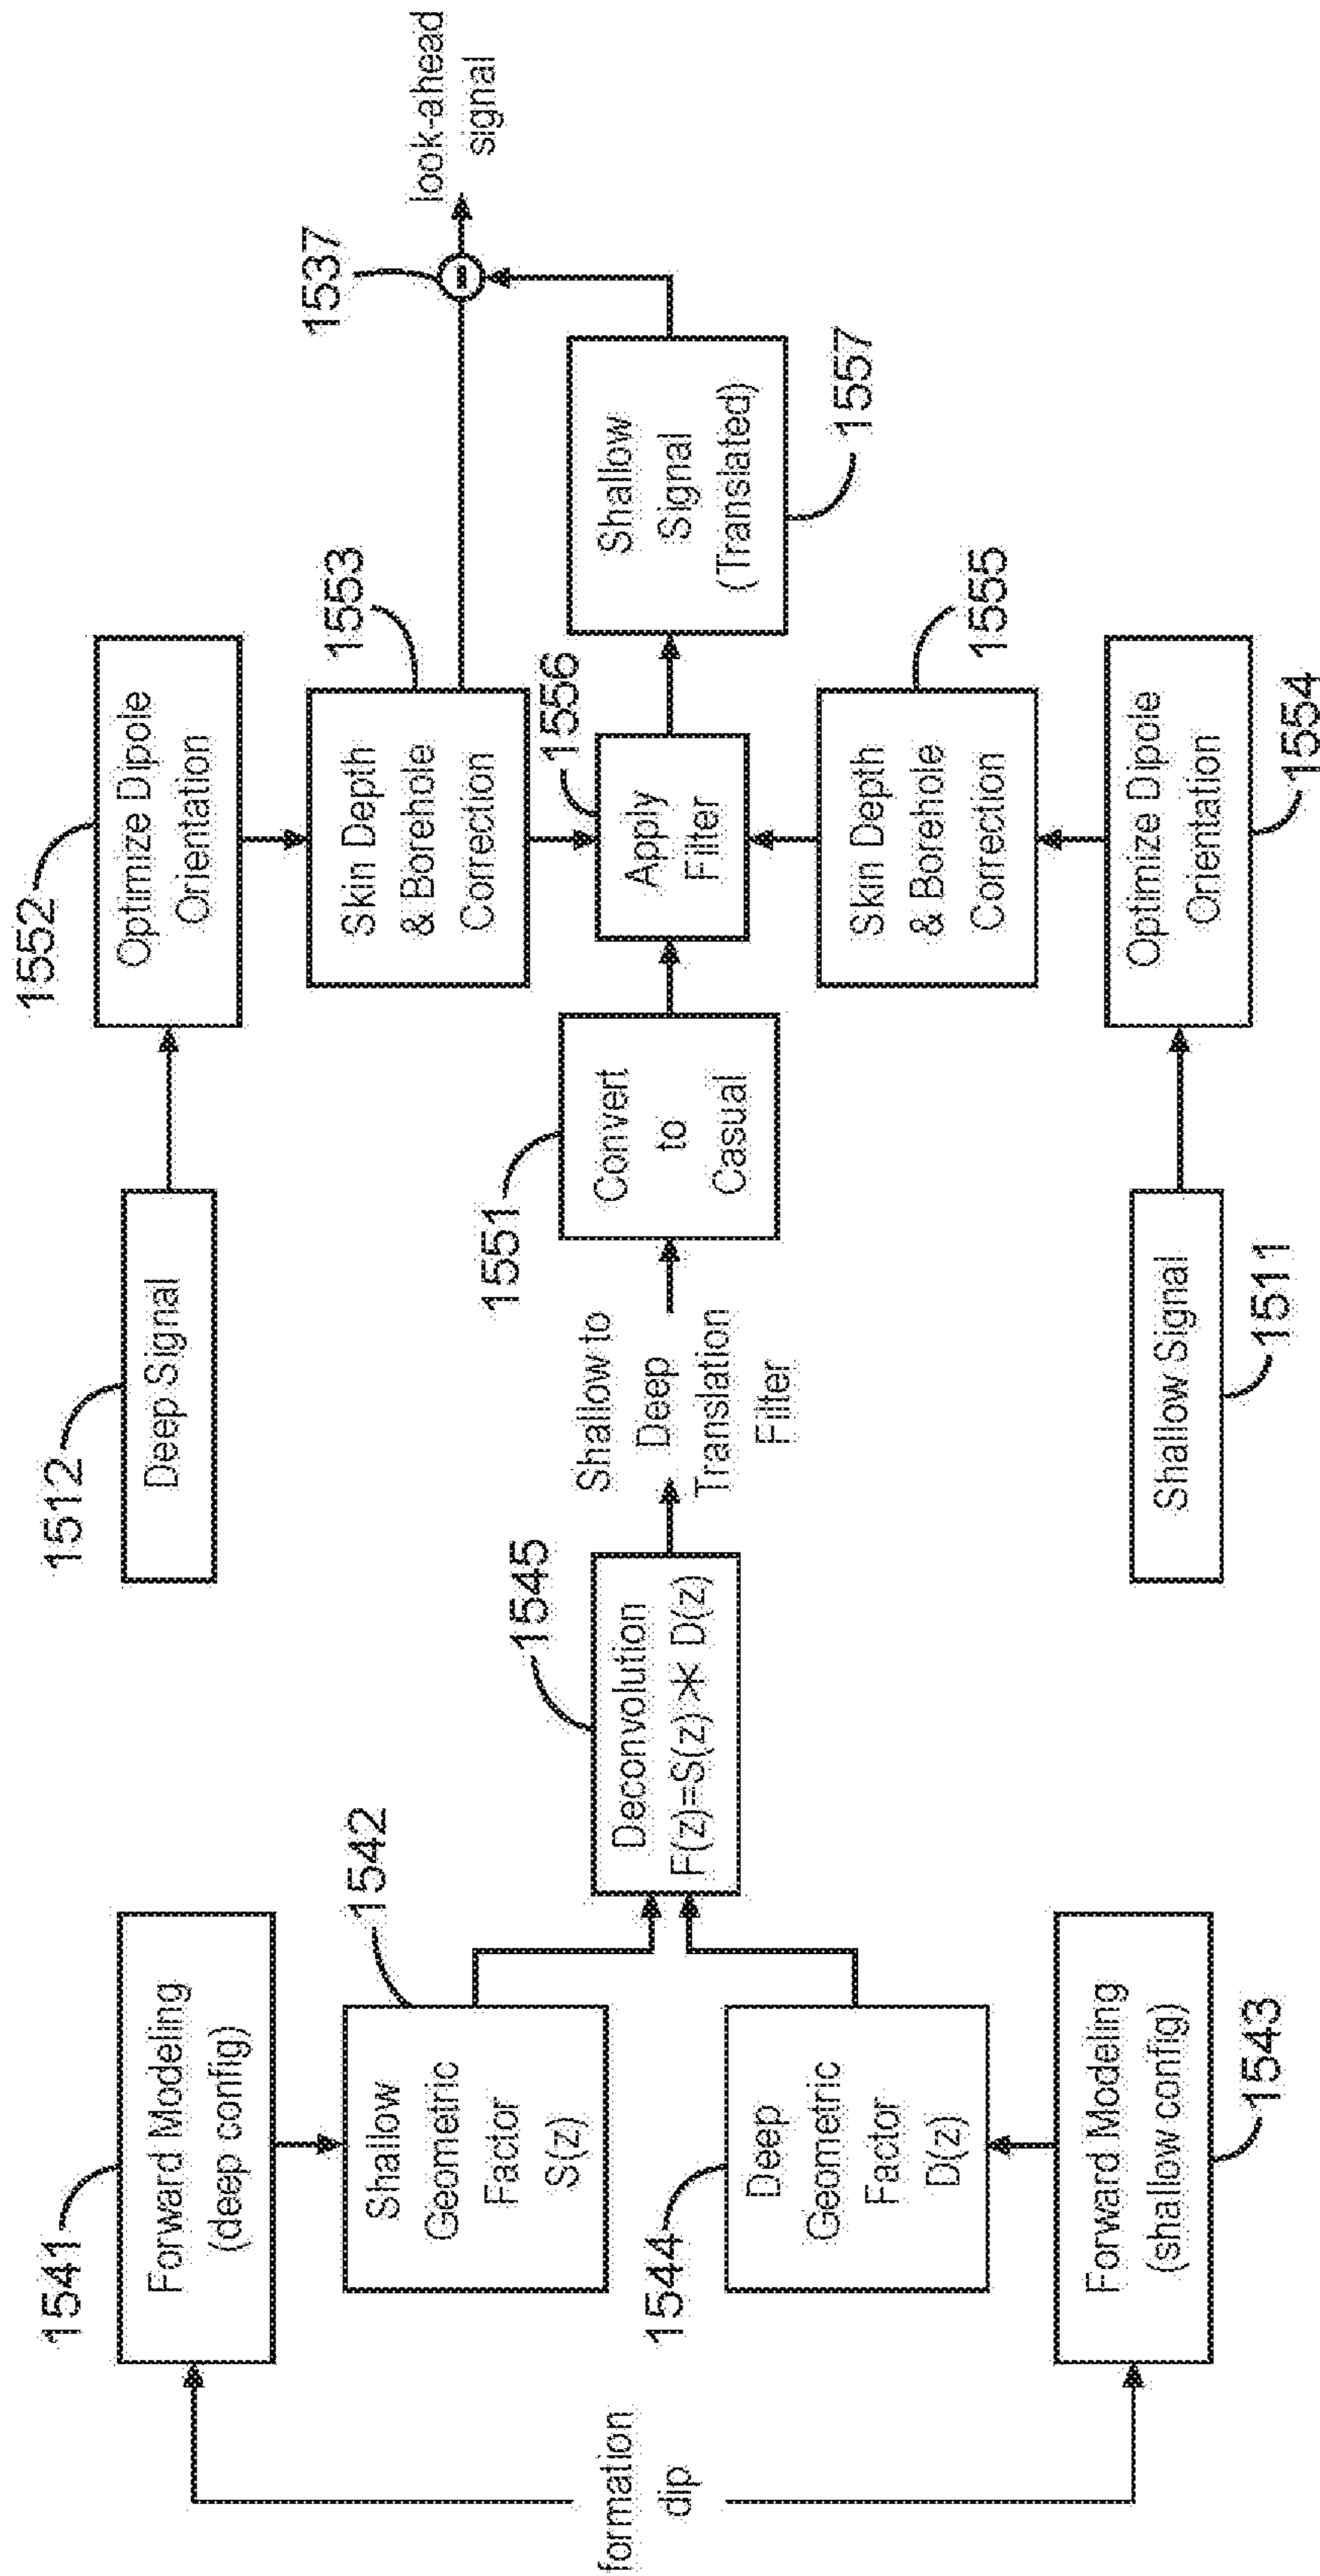 formation
dip
1541
Forward Modeling
(deep config)
1542
Shallow
Geometric
Factor
S(z)
1544
Deep
Geometric
Factor
D(z)
Forward Modeling
(shallow config)
1543
1545
Deconvolution
F(z)=S(z) * D(z)
Shallow to
Deep
Translation
Filter
1512
Deep Signal
Shallow Signal
1511
1551
Convert
to
Casual
1552
Optimize Dipole
Orientation
1553
Skin Depth
& Borehole
Correction
1556
Apply
Filter
Skin Depth
& Borehole
Correction
1555
Optimize Dipole
Orientation
1554
Shallow
Signal
(Translated)
1557
1537
look-ahead
signal